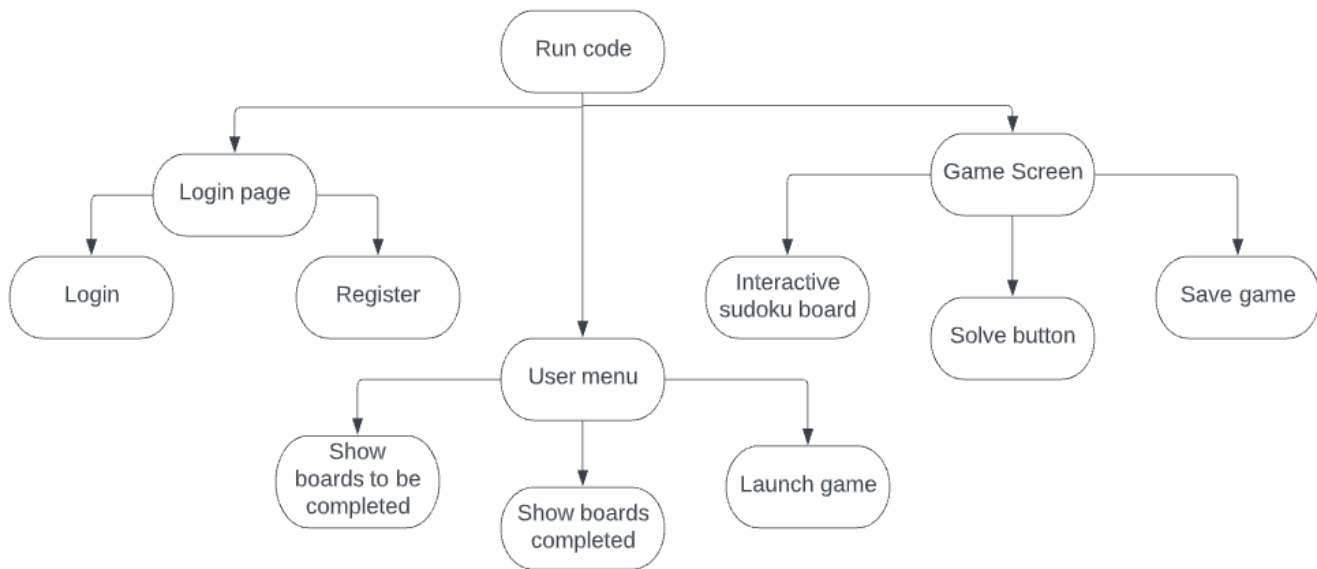 Run code
Login page
Game Screen
Login
Register
Interactive
sudoku board
Solve button
Save game
User menu
Show
boards to be
completed
Show boards
completed
Launch game